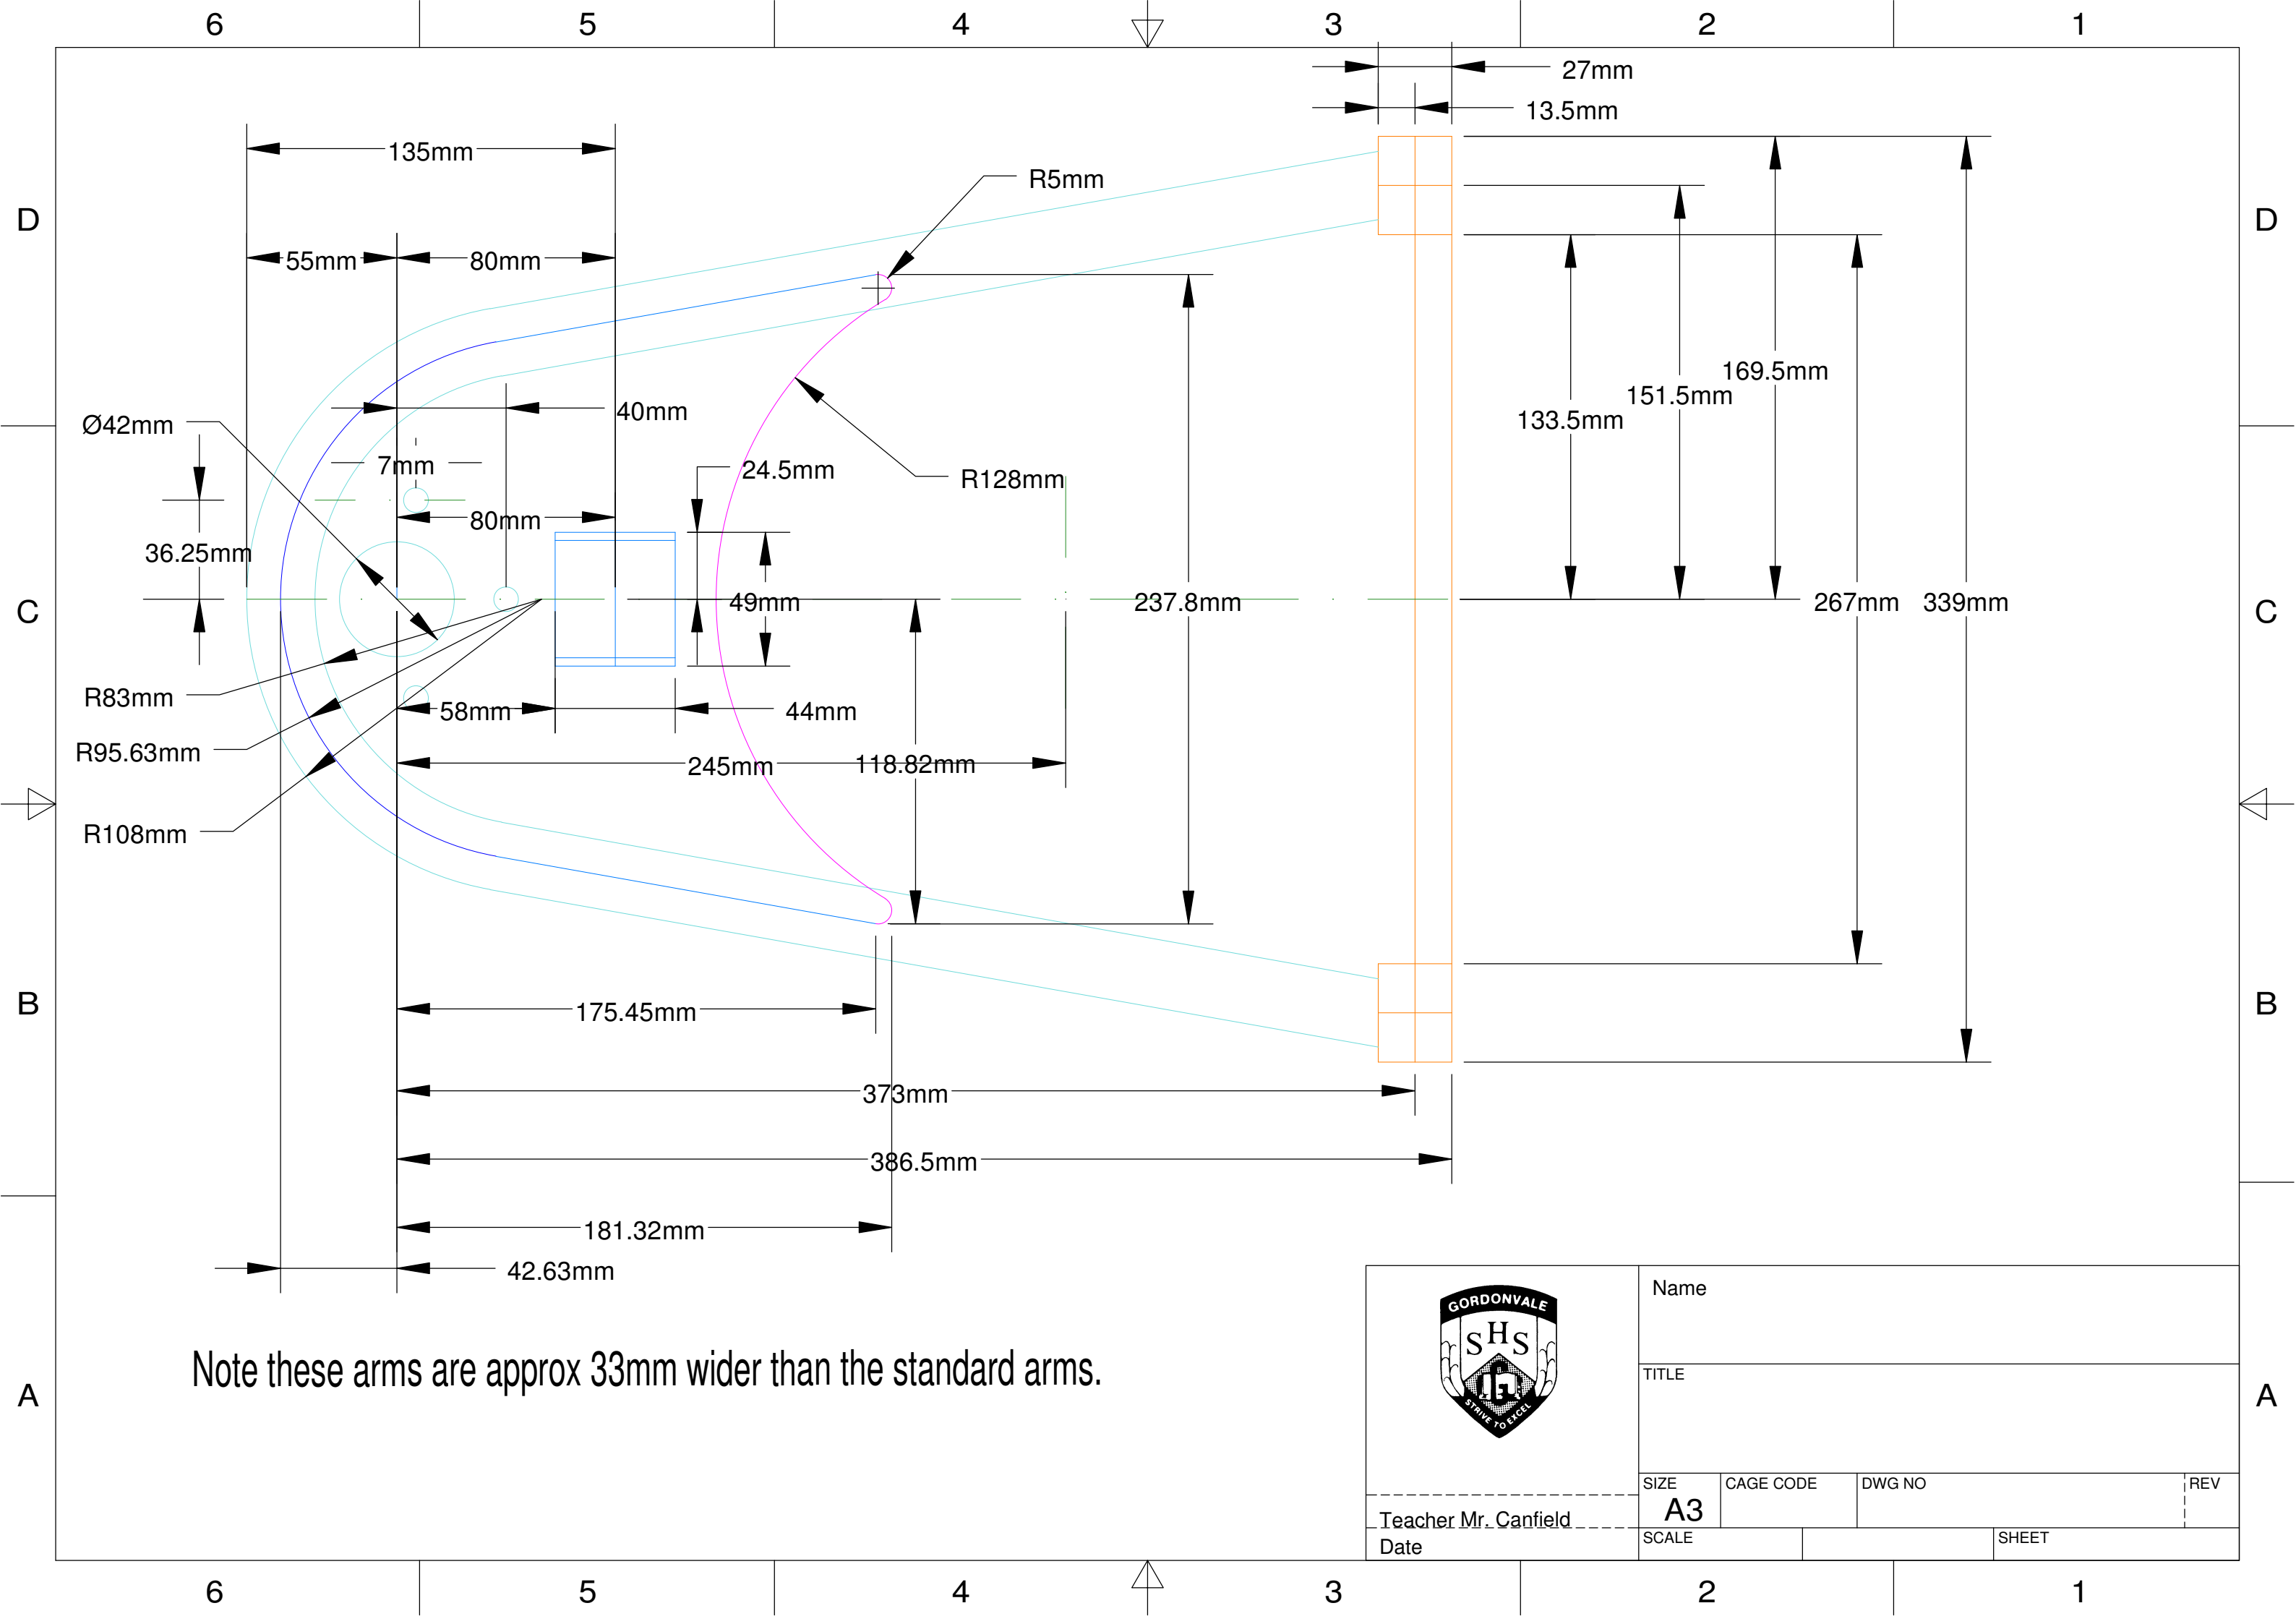 6 5 4 3 2 1
27mm
13.5mm
135mm
R5mm
D D
55mm 80mm
169.5mm
151.5mm
40mm
133.5mm
Ø42mm
7mm
24.5mm
R128mm
80mm
36.25mm
49mm
237.8mm
267mm
339mm
C C
R83mm
58mm
44mm
R95.63mm
245mm
118.82mm
R108mm
B B
175.45mm
373mm
386.5mm
181.32mm
42.63mm
Note these arms are approx 33mm wider than the standard arms.
A A
GORDONVALE
SHS
G
STRIVE TO EXCEL
Name
TITLE
SIZE
A3
CAGE CODE
DWG NO
REV
Teacher Mr. Canfield
Date
SCALE
SHEET
6 5 4 3 2 1